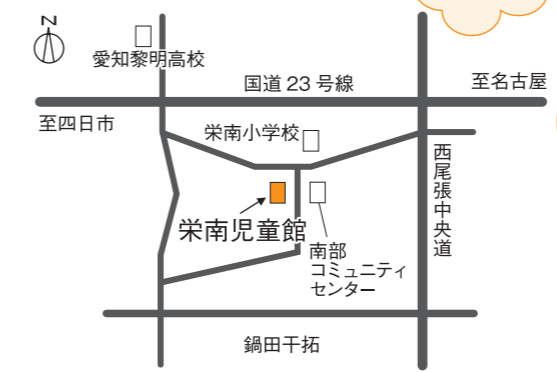 N
愛知黎明高校
国道23号線
至名古屋
至四日市
栄南小学校
西尾張中央道
栄南児童館
南部
コミュニティ
センター
鍋田干拓